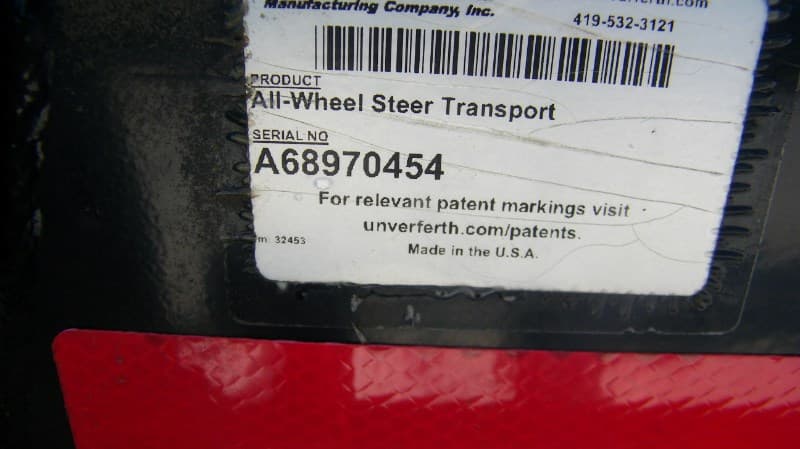 Manufacturing Company, Inc.
419-532-3121
PRODUCT
All-Wheel Steer Transport
SERIAL NO
A68970454
For relevant patent markings visit
unverferth.com/patents.
Made in the U.S.A.
32453